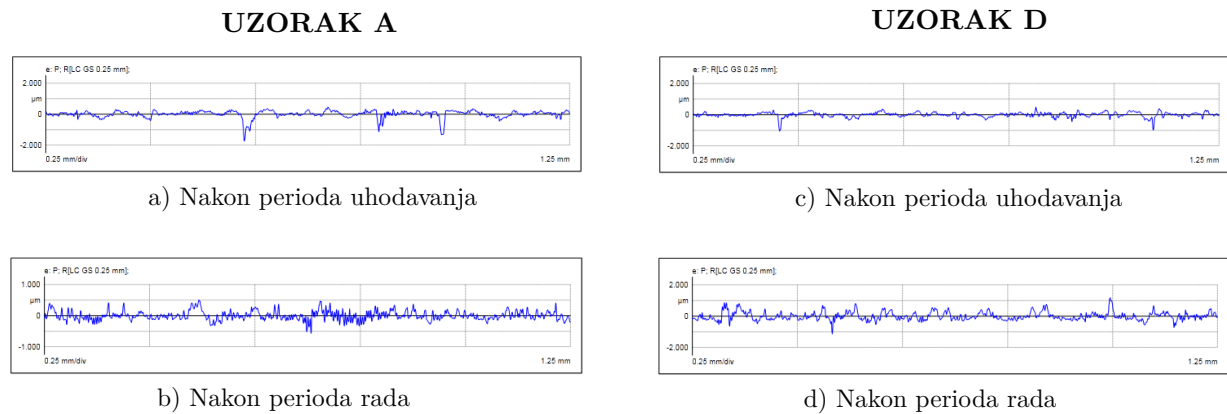 UZORAK A
e: P; R[LC GS 0.25 mm];
2.000
µm
0
-2.000
0.25 mm/div
1.25 mm
a) Nakon perioda uhodavanja
e: P; R[LC GS 0.25 mm];
1.000
µm
0
-1.000
0.25 mm/div
1.25 mm
b) Nakon perioda rada
UZORAK D
e: P; R[LC GS 0.25 mm];
2.000
µm
0
-2.000
0.25 mm/div
1.25 mm
c) Nakon perioda uhodavanja
e: P; R[LC GS 0.25 mm];
2.000
µm
0
-2.000
0.25 mm/div
1.25 mm
d) Nakon perioda rada